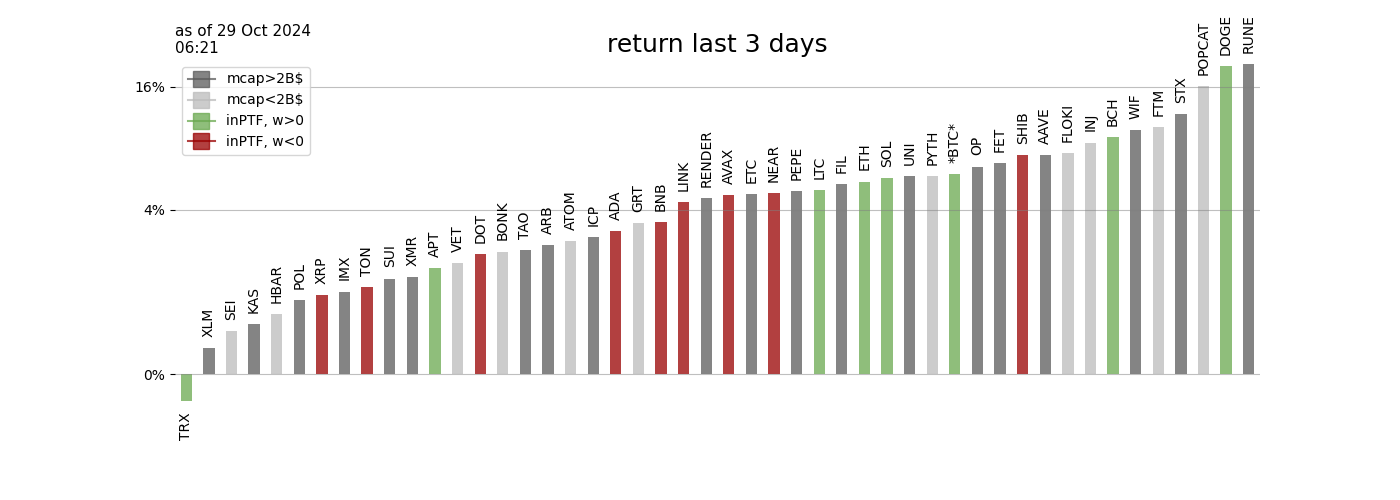 as of 29 Oct 2024
06:21
return last 3 days
mcap>2B$
mcap<2B$
inPTF, w>0
inPTF, w<0
16%
4%
0%
TRX
XLM
SEI
KAS
HBAR
POL
XRP
IMX
TON
SUI
XMR
APT
VET
DOT
BONK
TAO
ARB
ATOM
ICP
ADA
GRT
BNB
LINK
RENDER
AVAX
ETC
NEAR
PEPE
LTC
FIL
ETH
SOL
UNI
PYTH
*BTC*
OP
FET
SHIB
AAVE
FLOKI
INJ
BCH
WIF
FTM
STX
POPCAT
DOGE
RUNE